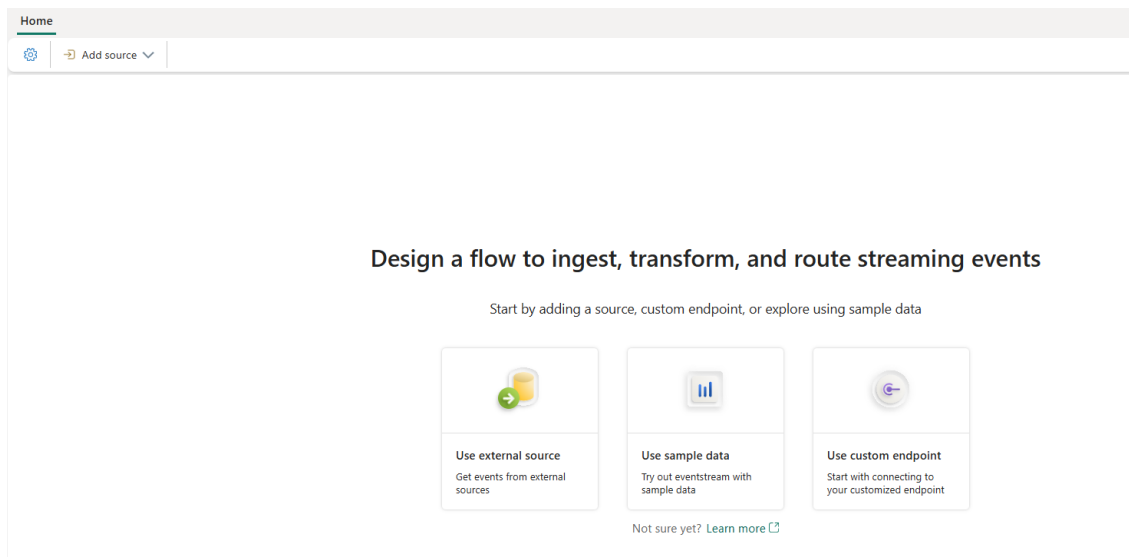 Home
Add source
Design a flow to ingest, transform, and route streaming events
Start by adding a source, custom endpoint, or explore using sample data
Use external source
Get events from external
sources
Use sample data
Try out eventstream with
sample data
Use custom endpoint
Start with connecting to
your customized endpoint
Not sure yet? Learn more